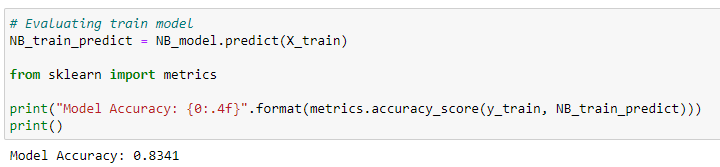 # Evaluating train model
NB_train_predict = NB_model.predict(X_train)
from sklearn import metrics
print("Model Accuracy: {0:.4f}".format(metrics.accuracy_score(y_train, NB_train_predict)))
print()
Model Accuracy: 0.8341